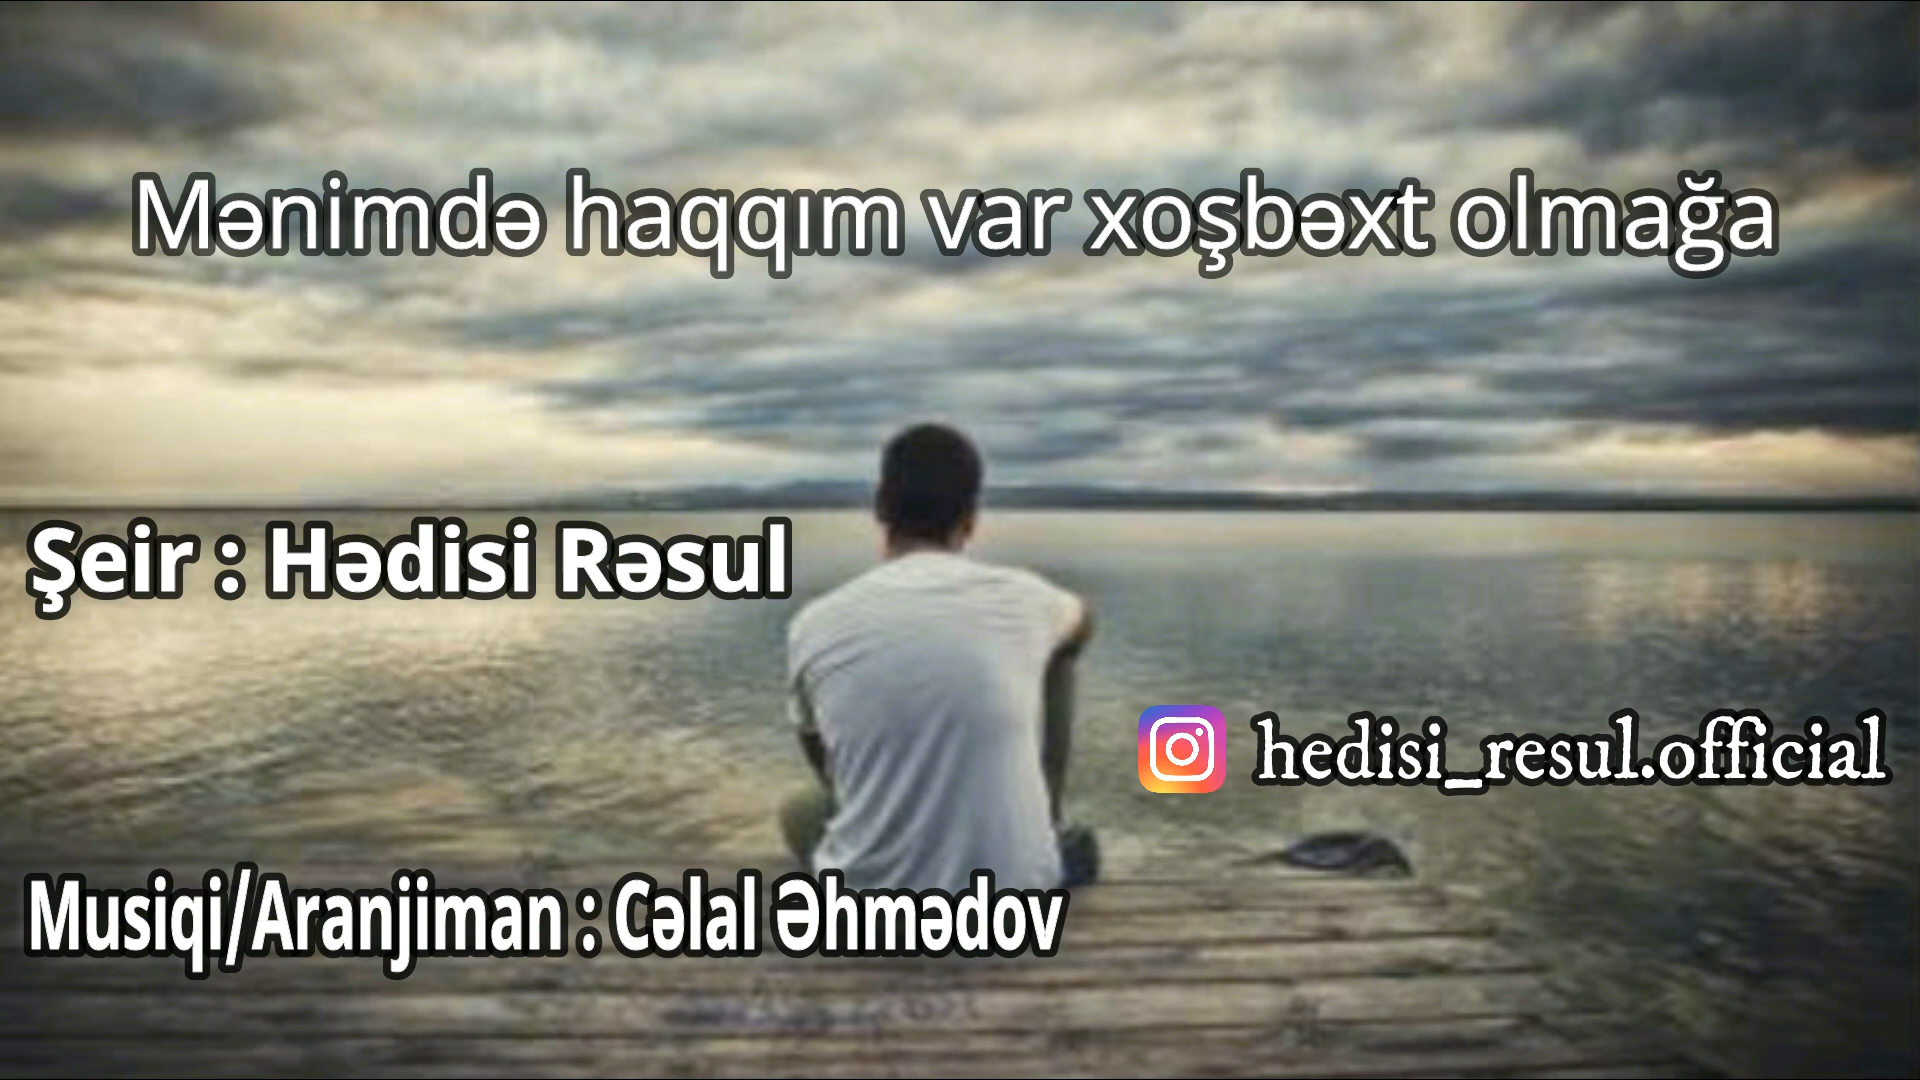 Mənimdə haqqım var xoşbəxt olmağa
Şeir : Hədisi Rəsul
hedisi_resul.official
Musiqi/Aranjiman : Cəlal Əhmədov